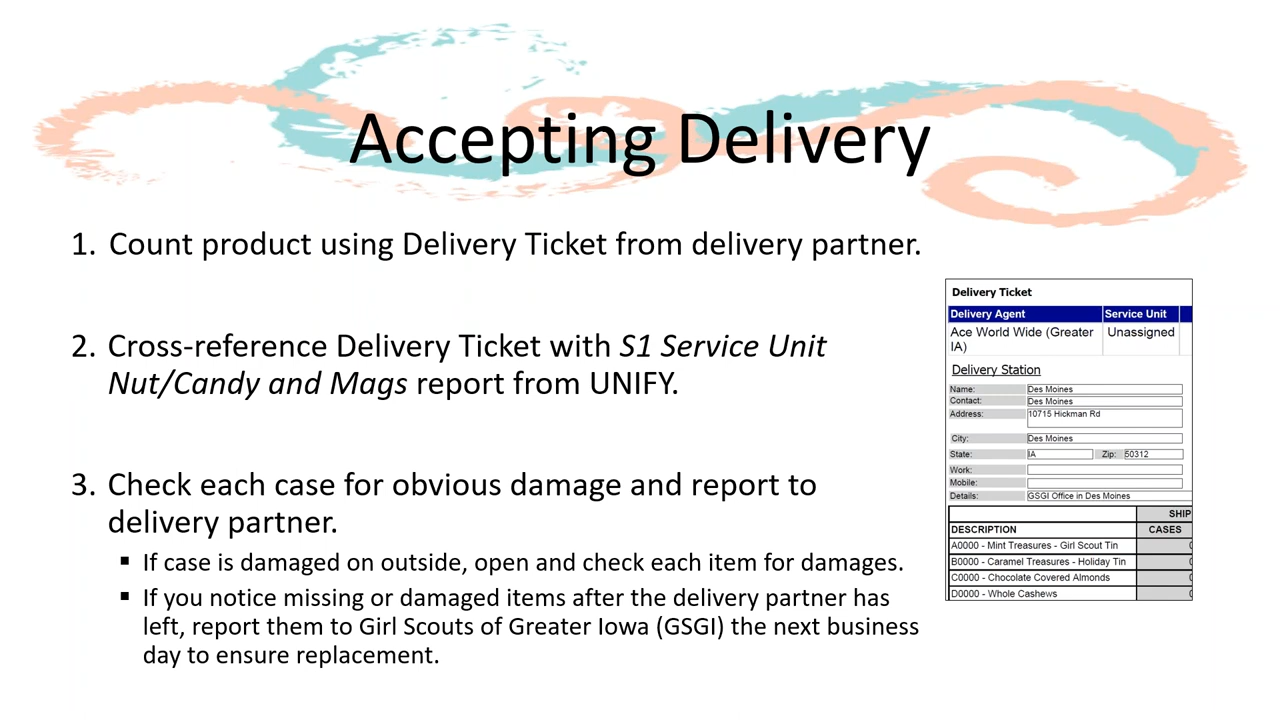 Accepting Delivery
1. Count product using Delivery Ticket from delivery partner.
2. Cross-reference Delivery Ticket with S1 Service Unit
Nut/Candy and Mags report from UNIFY.
3. Check each case for obvious damage and report to
delivery partner.
▪ If case is damaged on outside, open and check each item for damages.
▪ If you notice missing or damaged items after the delivery partner has
left, report them to Girl Scouts of Greater Iowa (GSGI) the next business
day to ensure replacement.
Delivery Ticket
Delivery Agent Service Unit
Ace World Wide (Greater Unassigned
IA)
Delivery Station
Name: Des Moines
Contact: Des Moines
Address: 10715 Hickman Rd
City: Des Moines
State: IA Zip: 50312
Work:
Mobile:
Details: GSGI Office in Des Moines
SHIP
DESCRIPTION CASES
A0000 - Mint Treasures - Girl Scout Tin
B0000 - Caramel Treasures - Holiday Tin
C0000 - Chocolate Covered Almonds
D0000 - Whole Cashews